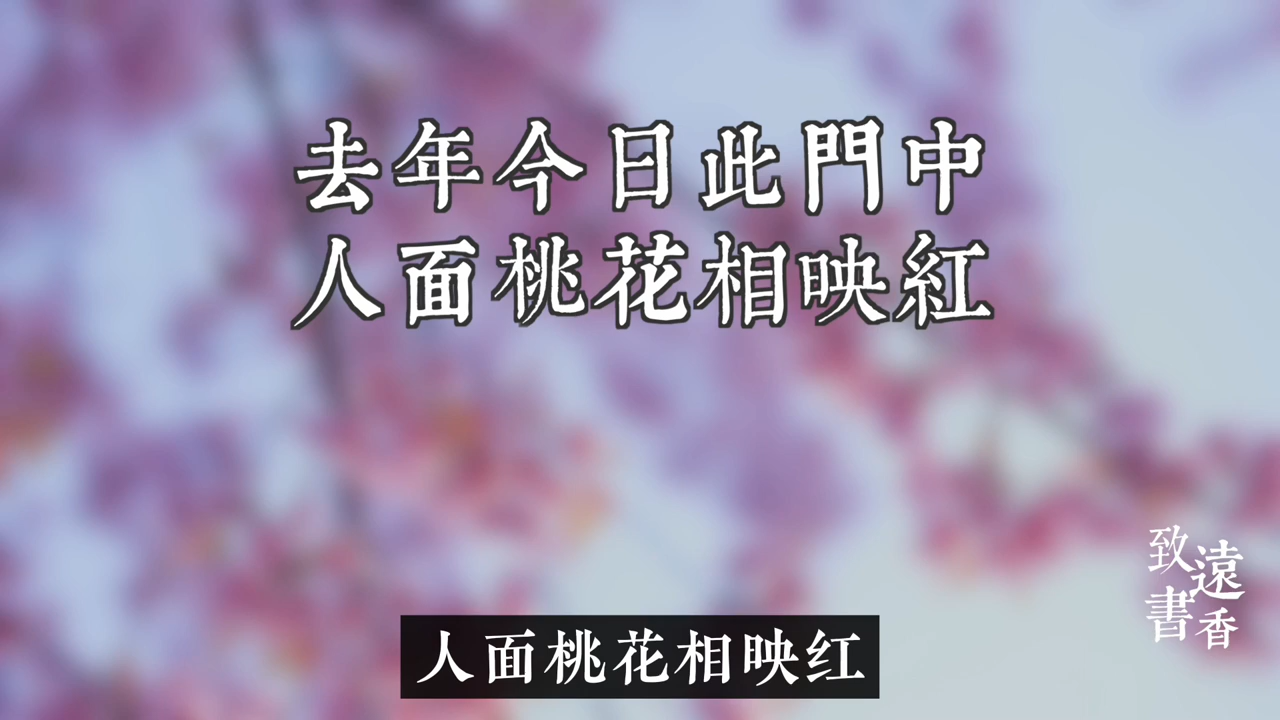 去年今日此門中
人面桃花相映紅
致遠
書香
人面桃花相映红